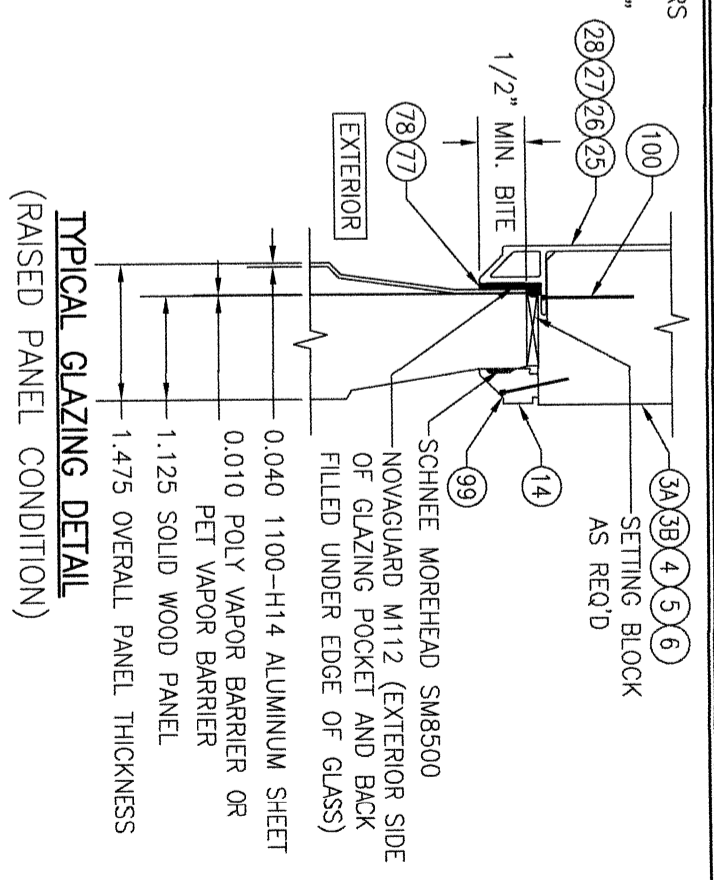 RS
"
28 27 26 25
100
1/2" MIN. BITE
78 77
EXTERIOR
3A 3B 4 5 6
SETTING BLOCK
AS REQ'D
14
99
SCHNEE MOREHEAD SM8500
NOVAGUARD M112 (EXTERIOR SIDE
OF GLAZING POCKET AND BACK
FILLED UNDER EDGE OF GLASS)
0.040 1100-H14 ALUMINUM SHEET
0.010 POLY VAPOR BARRIER OR
PET VAPOR BARRIER
1.125 SOLID WOOD PANEL
1.475 OVERALL PANEL THICKNESS
TYPICAL GLAZING DETAIL
(RAISED PANEL CONDITION)